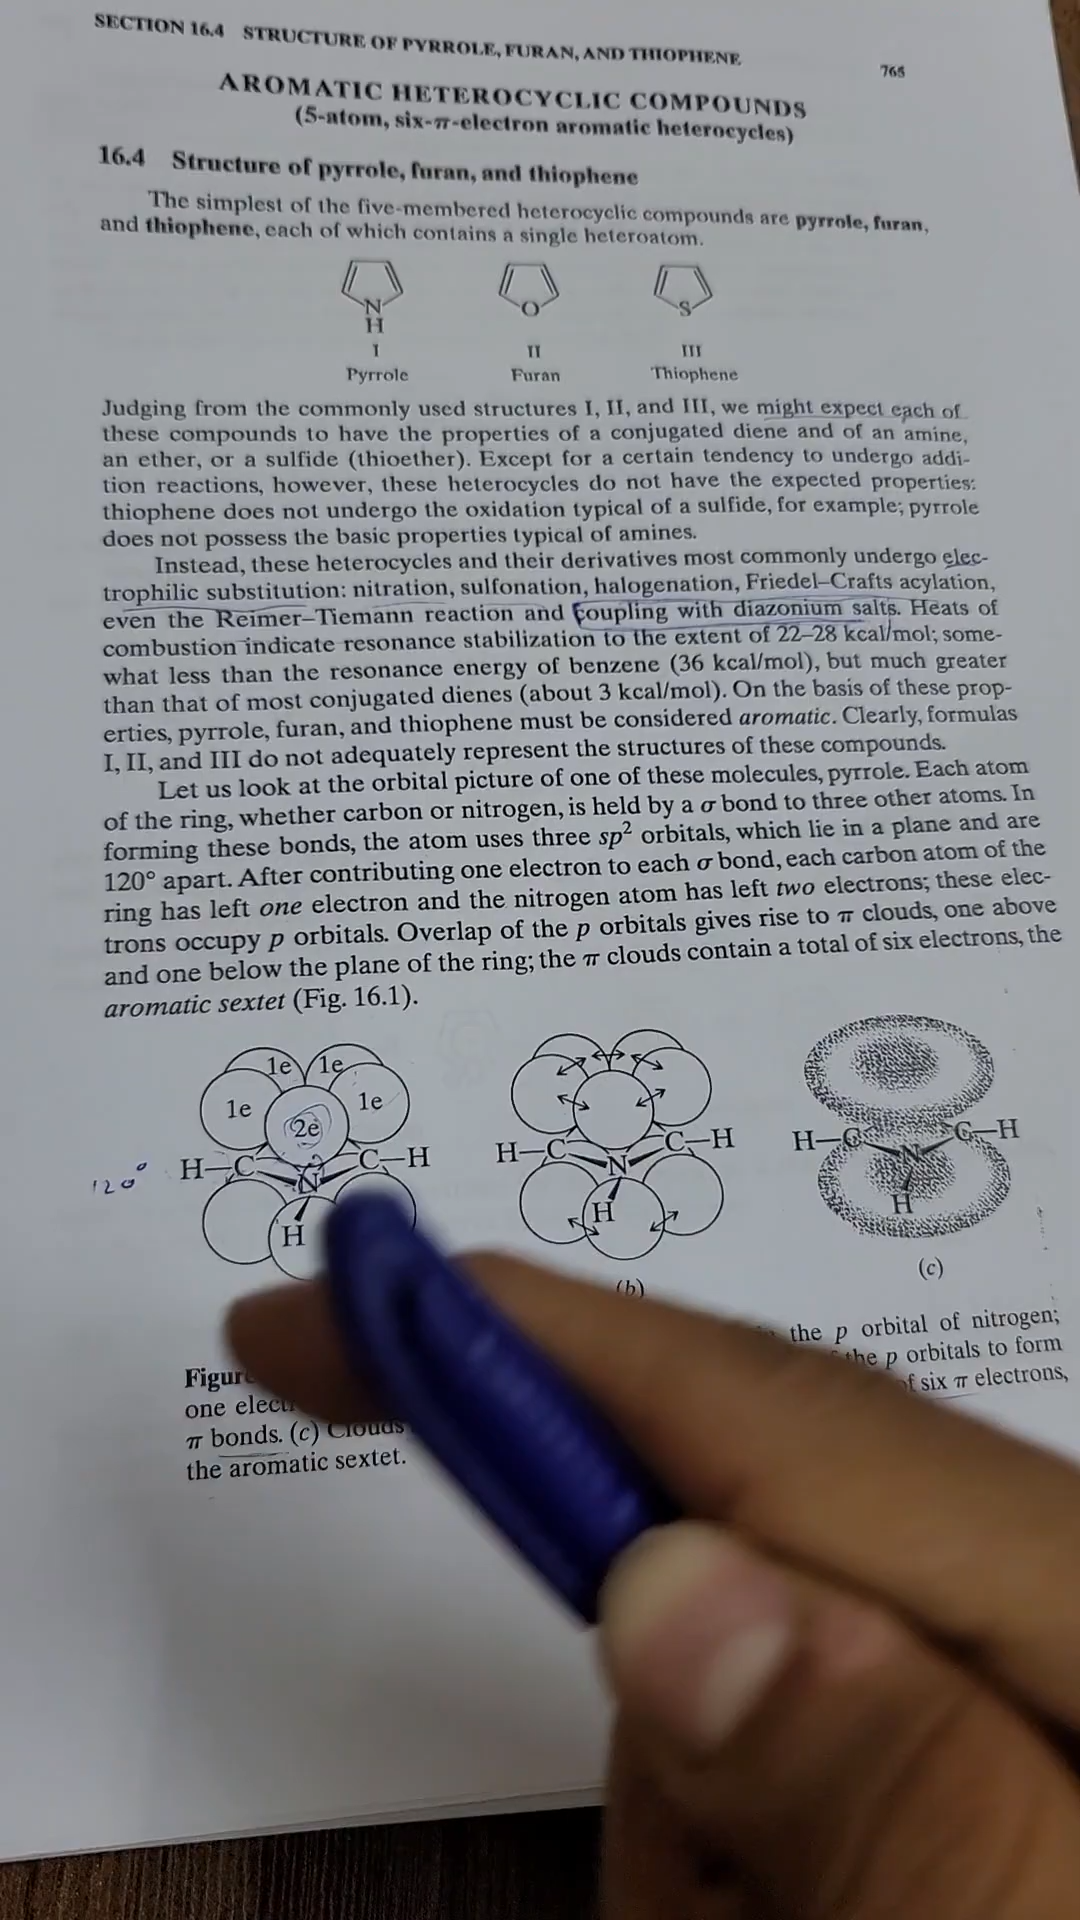 SECTION 16.4 STRUCTURE OF PYRROLE, FURAN, AND THIOPHENE
765
AROMATIC HETEROCYCLIC COMPOUNDS
(5-atom, six-π-electron aromatic heterocycles)
16.4 Structure of pyrrole, furan, and thiophene
The simplest of the five-membered heterocyclic compounds are pyrrole, furan,
and thiophene, each of which contains a single heteroatom.
N O S
H
I II III
Pyrrole Furan Thiophene
Judging from the commonly used structures I, II, and III, we might expect each of
these compounds to have the properties of a conjugated diene and of an amine,
an ether, or a sulfide (thioether). Except for a certain tendency to undergo addi-
tion reactions, however, these heterocycles do not have the expected properties:
thiophene does not undergo the oxidation typical of a sulfide, for example; pyrrole
does not possess the basic properties typical of amines.
Instead, these heterocycles and their derivatives most commonly undergo elec-
trophilic substitution: nitration, sulfonation, halogenation, Friedel–Crafts acylation,
even the Reimer–Tiemann reaction and coupling with diazonium salts. Heats of
combustion indicate resonance stabilization to the extent of 22–28 kcal/mol; some-
what less than the resonance energy of benzene (36 kcal/mol), but much greater
than that of most conjugated dienes (about 3 kcal/mol). On the basis of these prop-
erties, pyrrole, furan, and thiophene must be considered aromatic. Clearly, formulas
I, II, and III do not adequately represent the structures of these compounds.
Let us look at the orbital picture of one of these molecules, pyrrole. Each atom
of the ring, whether carbon or nitrogen, is held by a σ bond to three other atoms. In
forming these bonds, the atom uses three sp² orbitals, which lie in a plane and are
120° apart. After contributing one electron to each σ bond, each carbon atom of the
ring has left one electron and the nitrogen atom has left two electrons; these elec-
trons occupy p orbitals. Overlap of the p orbitals gives rise to π clouds, one above
and one below the plane of the ring; the π clouds contain a total of six electrons, the
aromatic sextet (Fig. 16.1).
1e 1e
1e 1e
2e
120°
H–C C–H H–C C–H H–C C–H
N N N
H H H
(b) (c)
the p orbital of nitrogen;
the p orbitals to form
Figur of six π electrons,
one elect
π bonds. (c) Clouds
the aromatic sextet.